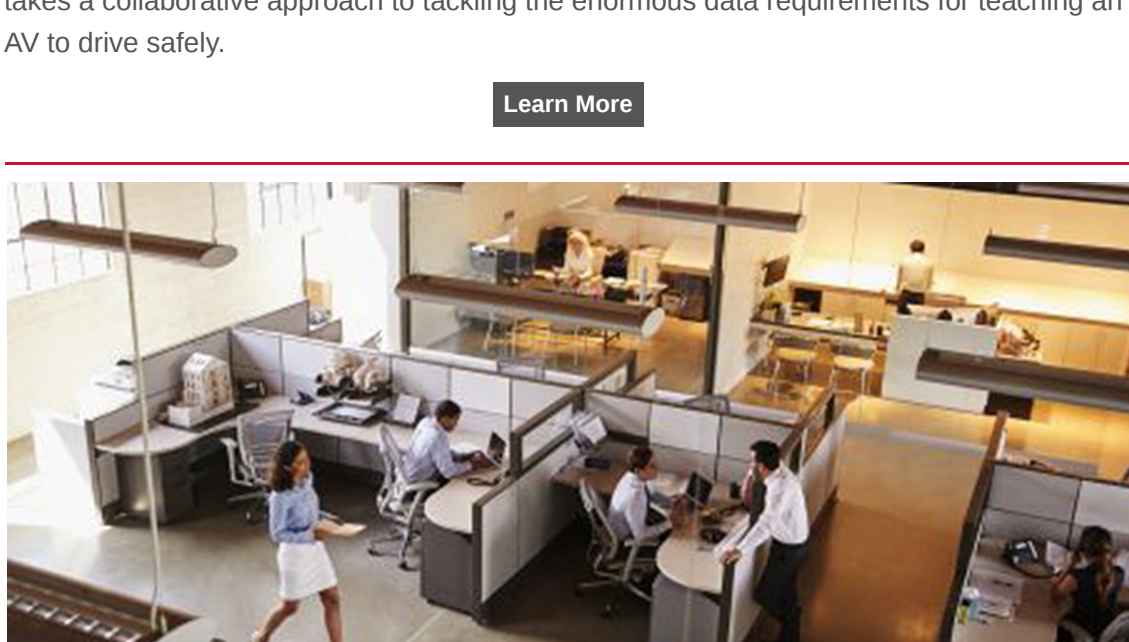 takes a collaborative approach to tackling the enormous data requirements for teaching an
AV to drive safely.
Learn More